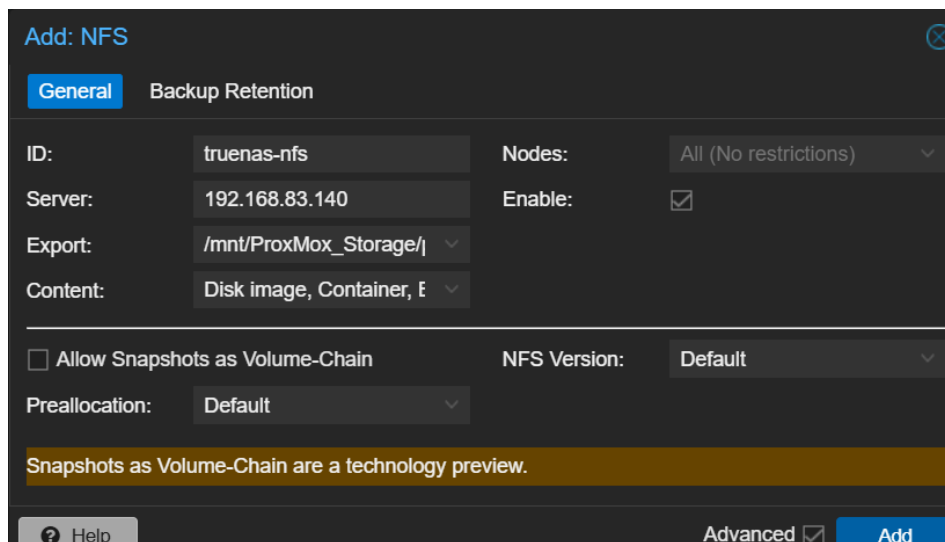 Add: NFS
General Backup Retention
ID: truenas-nfs Nodes: All (No restrictions)
Server: 192.168.83.140 Enable:
Export: /mnt/ProxMox_Storage/
Content: Disk image, Container,
Allow Snapshots as Volume-Chain NFS Version: Default
Preallocation: Default
Snapshots as Volume-Chain are a technology preview.
Help Advanced Add